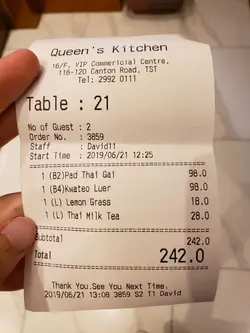 Queen's Kitchen
16/F, VIP Commericial Centre,
116-120 Canton Road, TST
Tel: 2992 0111
Table : 21
No of Guest : 2
Order No. : 3859
Staff : David11
Start Time : 2019/06/21 12:25
1 (B2)Pad Thai Gai 98.0
1 (B4)Kwateo Luer 98.0
1 (L) Lemon Grass 18.0
1 (L) Thai Milk Tea 28.0
Subtotal 242.0
Total 242.0
Thank You.See You Next Time.
2019/06/21 13:08 3859 S2 T1 David